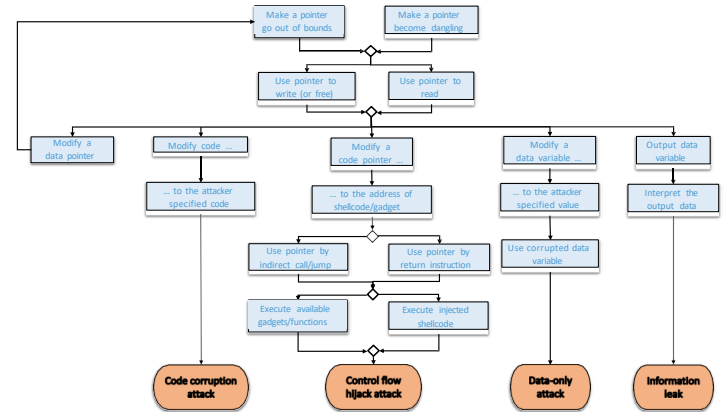 Make a pointer
go out of bounds
Make a pointer
become dangling
Use pointer to
write (or free)
Use pointer to
read
Modify a
data pointer
Modify code ...
Modify a
code pointer ...
Modify a
data variable ...
Output data
variable
... to the attacker
specified code
... to the address of
shellcode/gadget
... to the attacker
specified value
Interpret the
output data
Use pointer by
indirect call/jump
Use pointer by
return instruction
Use corrupted data
variable
Execute available
gadgets/functions
Execute injected
shellcode
Code corruption
attack
Control flow
hijack attack
Data-only
attack
Information
leak